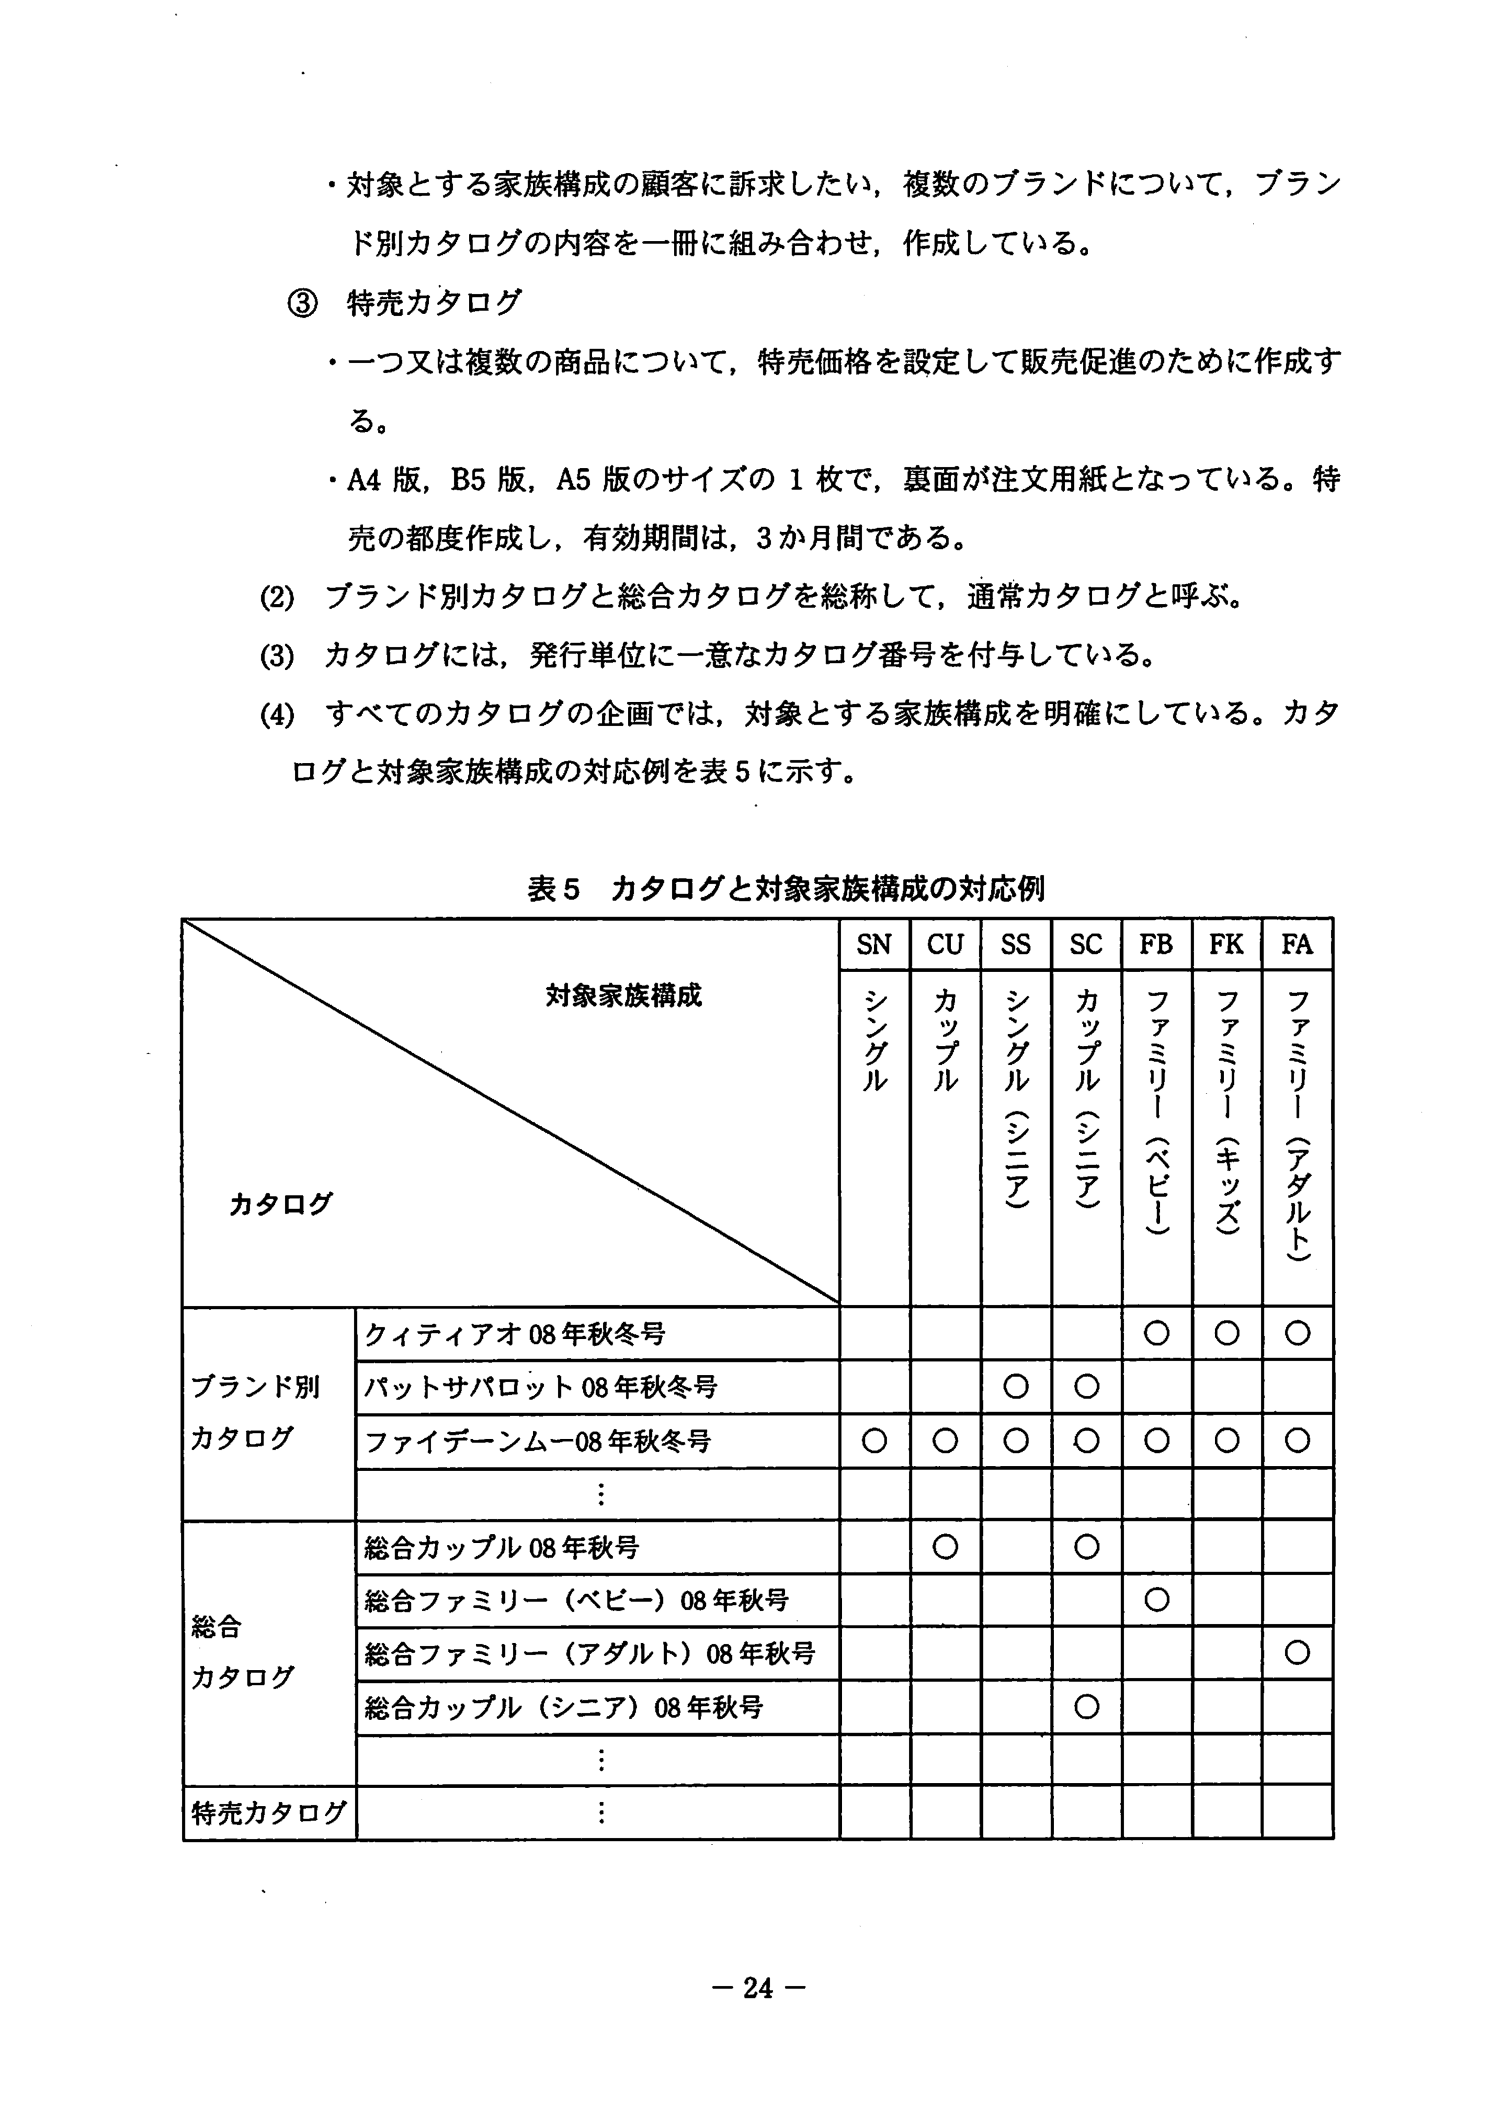 ・対象とする家族構成の顧客に訴求したい，複数のブランドについて，ブラン
ド別カタログの内容を一冊に組み合わせ，作成している。
③　特売カタログ
・一つ又は複数の商品について，特売価格を設定して販売促進のために作成す
る。
・A4 版，B5 版，A5 版のサイズの 1 枚で，裏面が注文用紙となっている。特
売の都度作成し，有効期間は，3 か月間である。
(2)　ブランド別カタログと総合カタログを総称して，通常カタログと呼ぶ。
(3)　カタログには，発行単位に一意なカタログ番号を付与している。
(4)　すべてのカタログの企画では，対象とする家族構成を明確にしている。カタ
ログと対象家族構成の対応例を表 5 に示す。
表 5　カタログと対象家族構成の対応例
SN CU SS SC FB FK FA
対象家族構成
カタログ
シングル
カップル
シングル（シニア）
カップル（シニア）
ファミリー（ベビー）
ファミリー（キッズ）
ファミリー（アダルト）
ブランド別
カタログ
クィティアオ 08 年秋冬号 ○ ○ ○
パットサパロット 08 年秋冬号 ○ ○
ファイデーンムー08 年秋冬号 ○ ○ ○ ○ ○ ○ ○
⋮
総合
カタログ
総合カップル 08 年秋号 ○ ○
総合ファミリー（ベビー）08 年秋号 ○
総合ファミリー（アダルト）08 年秋号 ○
総合カップル（シニア）08 年秋号 ○
⋮
特売カタログ ⋮
－ 24 －